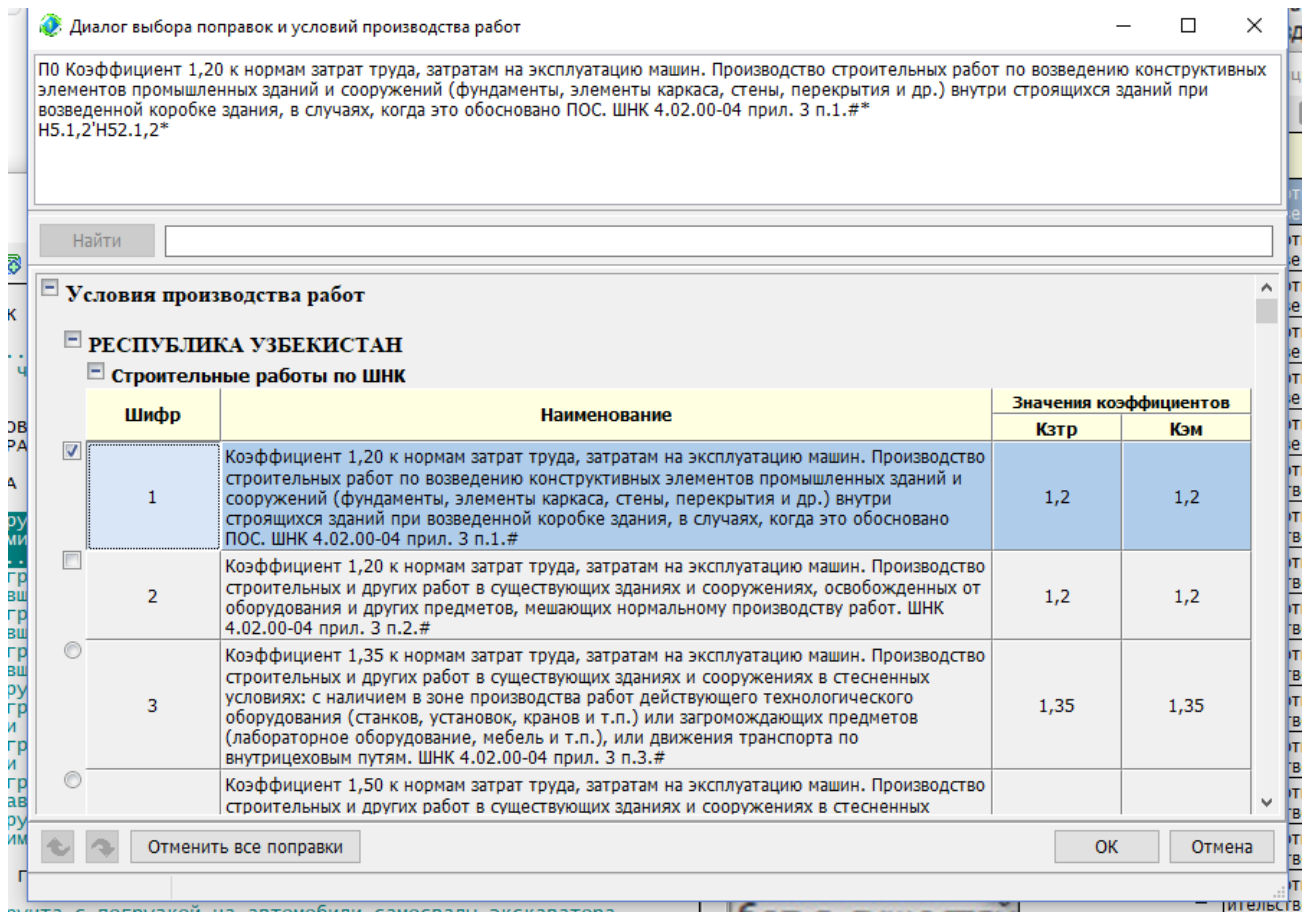 Диалог выбора поправок и условий производства работ
П0 Коэффициент 1,20 к нормам затрат труда, затратам на эксплуатацию машин. Производство строительных работ по возведению конструктивных
элементов промышленных зданий и сооружений (фундаменты, элементы каркаса, стены, перекрытия и др.) внутри строящихся зданий при
возведенной коробке здания, в случаях, когда это обосновано ПОС. ШНК 4.02.00-04 прил. 3 п.1.#*
Н5.1,2'Н52.1,2*
Найти
Условия производства работ
РЕСПУБЛИКА УЗБЕКИСТАН
Строительные работы по ШНК
Шифр
Наименование
Значения коэффициентов
Кзтр
Кэм
1
Коэффициент 1,20 к нормам затрат труда, затратам на эксплуатацию машин. Производство
строительных работ по возведению конструктивных элементов промышленных зданий и
сооружений (фундаменты, элементы каркаса, стены, перекрытия и др.) внутри
строящихся зданий при возведенной коробке здания, в случаях, когда это обосновано
ПОС. ШНК 4.02.00-04 прил. 3 п.1.#
1,2
1,2
2
Коэффициент 1,20 к нормам затрат труда, затратам на эксплуатацию машин. Производство
строительных и других работ в существующих зданиях и сооружениях, освобожденных от
оборудования и других предметов, мешающих нормальному производству работ. ШНК
4.02.00-04 прил. 3 п.2.#
1,2
1,2
3
Коэффициент 1,35 к нормам затрат труда, затратам на эксплуатацию машин. Производство
строительных и других работ в существующих зданиях и сооружениях в стесненных
условиях: с наличием в зоне производства работ действующего технологического
оборудования (станков, установок, кранов и т.п.) или загромождающих предметов
(лабораторное оборудование, мебель и т.п.), или движения транспорта по
внутрицеховым путям. ШНК 4.02.00-04 прил. 3 п.3.#
1,35
1,35
Коэффициент 1,50 к нормам затрат труда, затратам на эксплуатацию машин. Производство
строительных и других работ в существующих зданиях и сооружениях в стесненных
Отменить все поправки
ОК
Отмена